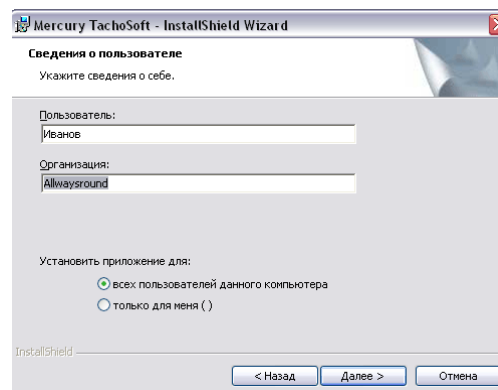 Mercury TachoSoft - InstallShield Wizard
Сведения о пользователе
Укажите сведения о себе.
Пользователь:
Иванов
Организация:
Allwaysround
Установить приложение для:
всех пользователей данного компьютера
только для меня ( )
InstallShield
< Назад
Далее >
Отмена